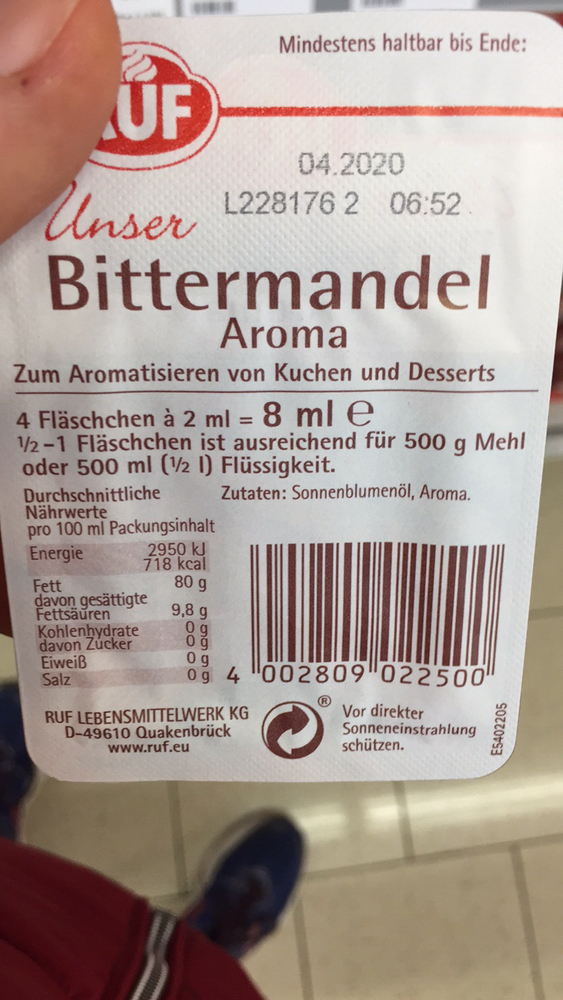 Mindestens haltbar bis Ende:
RUF
04.2020
L228176 2 06:52
Unser
Bittermandel
Aroma
Zum Aromatisieren von Kuchen und Desserts
4 Fläschchen à 2 ml = 8 ml e
½-1 Fläschchen ist ausreichend für 500 g Mehl
oder 500 ml (½ l) Flüssigkeit.
Durchschnittliche
Nährwerte
pro 100 ml Packungsinhalt
Zutaten: Sonnenblumenöl, Aroma.
Energie 2950 kJ
718 kcal
Fett 80 g
davon gesättigte
Fettsäuren 9,8 g
Kohlenhydrate 0 g
davon Zucker 0 g
Eiweiß 0 g
Salz 0 g
4 002809 022500
RUF LEBENSMITTELWERK KG
D-49610 Quakenbrück
www.ruf.eu
®
Vor direkter
Sonneneinstrahlung
schützen.
E5402205